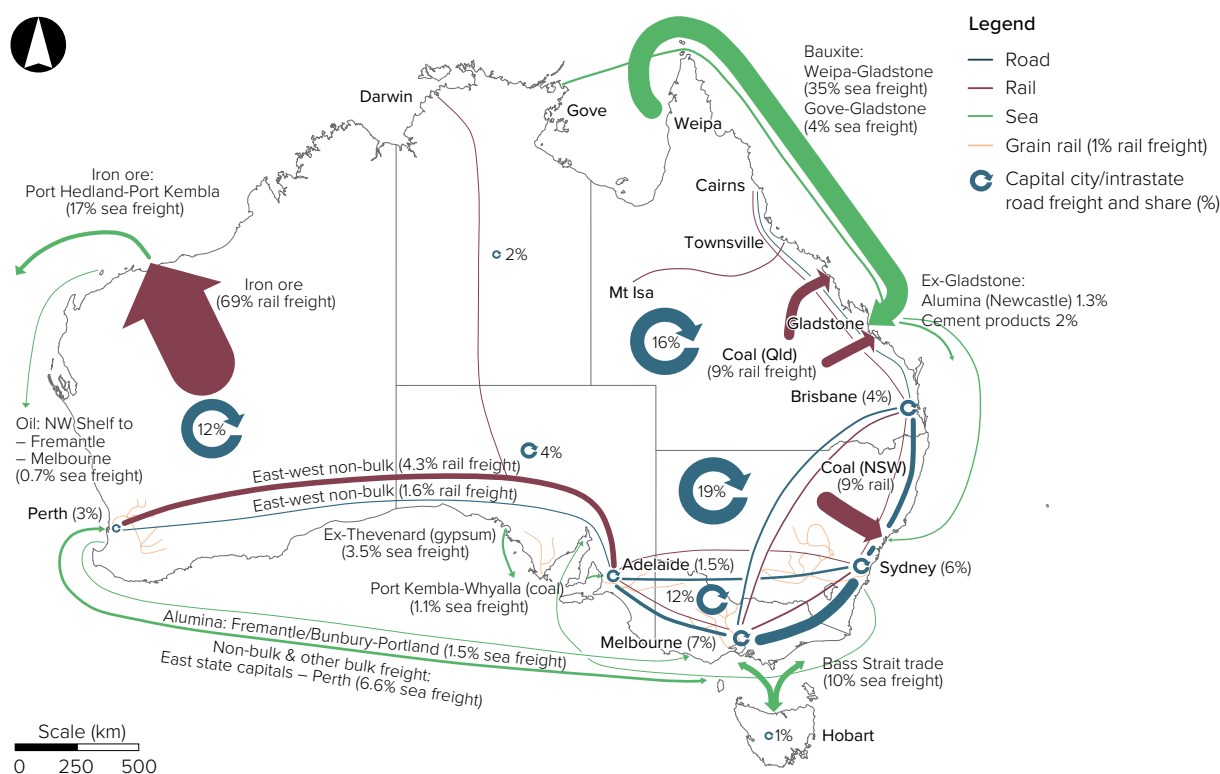 Legend
Road
Rail
Sea
Grain rail (1% rail freight)
Capital city/intrastate
road freight and share (%)
Bauxite:
Weipa-Gladstone
(35% sea freight)
Gove-Gladstone
(4% sea freight)
Darwin
Gove
Weipa
Iron ore:
Port Hedland-Port Kembla
(17% sea freight)
Cairns
Townsville
2%
Iron ore
(69% rail freight)
Mt Isa
Ex-Gladstone:
Alumina (Newcastle) 1.3%
Cement products 2%
Gladstone
16%
Coal (Qld)
(9% rail freight)
Brisbane (4%)
12%
Oil: NW Shelf to
– Fremantle
– Melbourne
(0.7% sea freight)
4%
East-west non-bulk (4.3% rail freight)
East-west non-bulk (1.6% rail freight)
Coal (NSW)
(9% rail)
19%
Perth (3%)
Ex-Thevenard (gypsum)
(3.5% sea freight)
Adelaide (1.5%)
Sydney (6%)
Port Kembla-Whyalla (coal)
(1.1% sea freight)
12%
Melbourne (7%)
Alumina: Fremantle/Bunbury-Portland (1.5% sea freight)
Non-bulk & other bulk freight:
East state capitals – Perth (6.6% sea freight)
Bass Strait trade
(10% sea freight)
1%
Hobart
Scale (km)
0 250 500